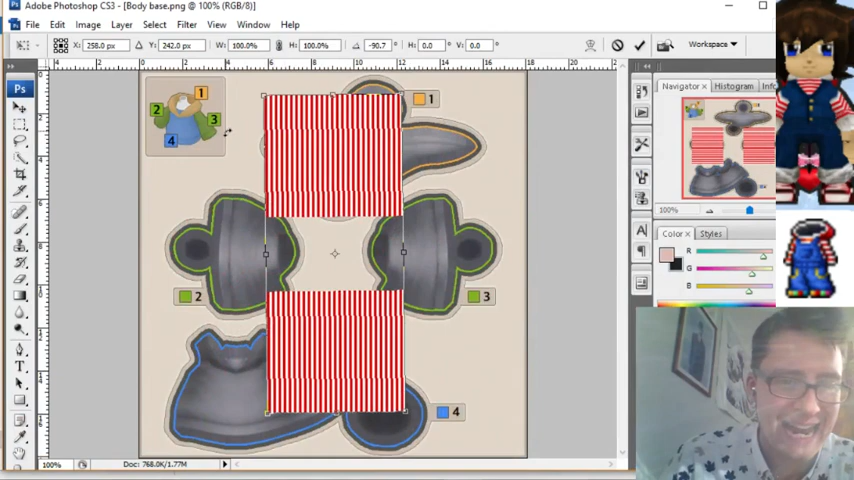 Adobe Photoshop CS3 - [Body base.png @ 100% (RGB/8)]
File Edit Image Layer Select Filter View Window Help
X: 258.0 px Y: 242.0 px W: 100.0% H: 100.0% -90.7 H: 0.0 V: 0.0 Workspace
Ps
1
2
3
4
1
2
3
4
Navigator Histogram
100%
Color Styles
R
G
B
100% Doc: 768.0K/1.77M